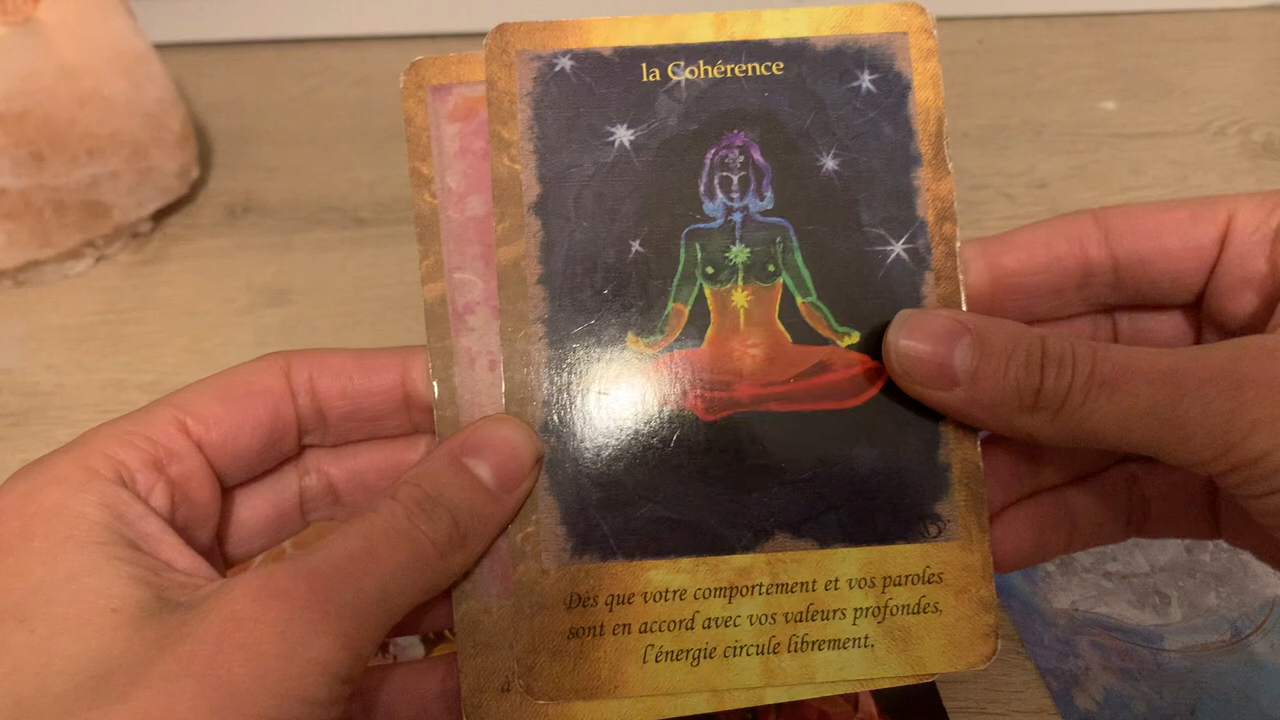 la Cohérence
Dès que votre comportement et vos paroles
sont en accord avec vos valeurs profondes,
l'énergie circule librement.
à